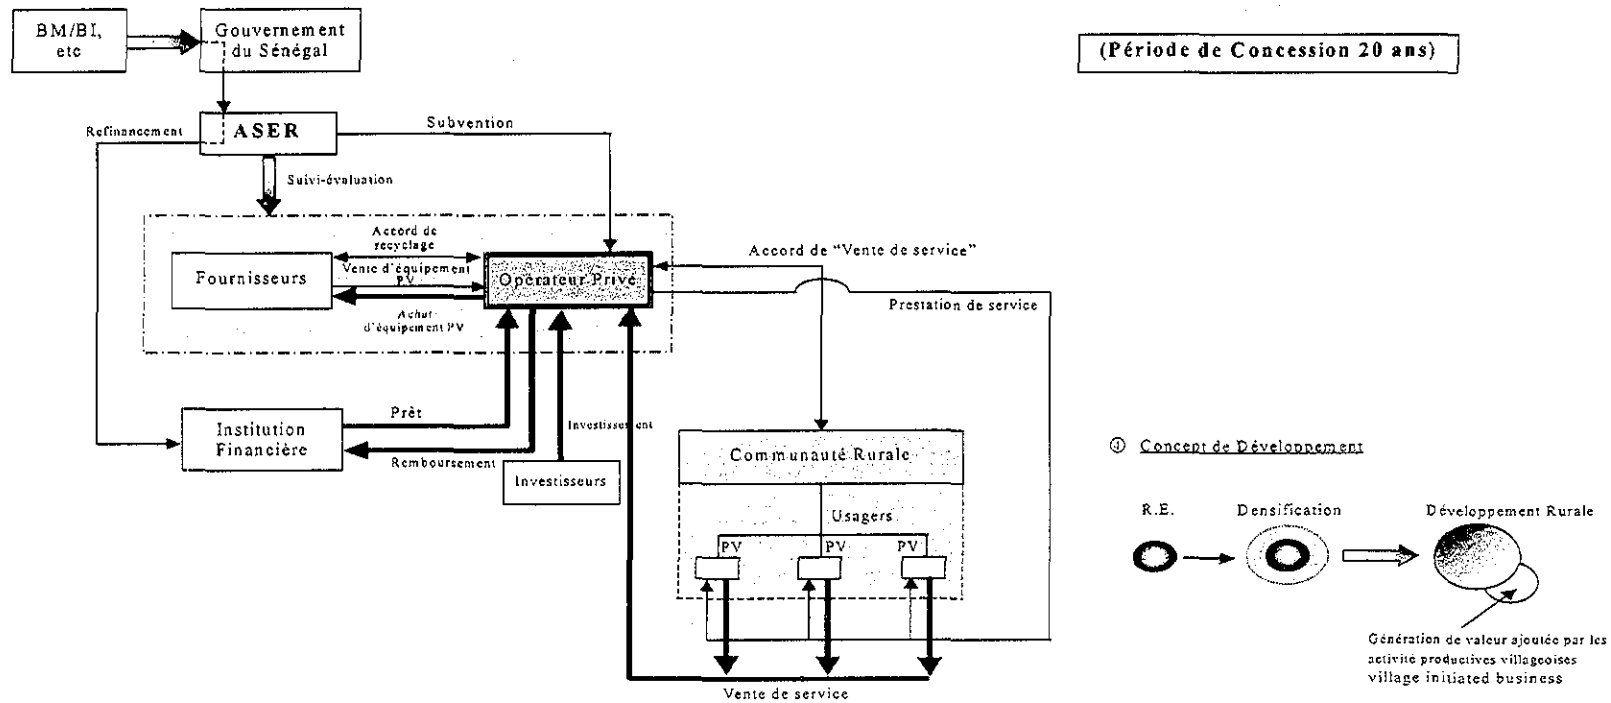 BM/BI,
etc
Gouvernement
du Sénégal
(Période de Concession 20 ans)
Refinancement
ASER
Subvention
Suivi-évaluation
Accord de
recyclage
Fournisseurs
Vente d'équipement
PV
Opérateur Privé
Achat
d'équipement PV
Accord de "Vente de service"
Prestation de service
Institution
Financière
Prêt
Remboursement
Investissement
Investisseurs
Communauté Rurale
Usagers
PV
PV
PV
Vente de service
④ Concept de Développement
R.E.
Densification
Développement Rurale
Génération de valeur ajoutée par les
activité productives villageoises
village initiated business